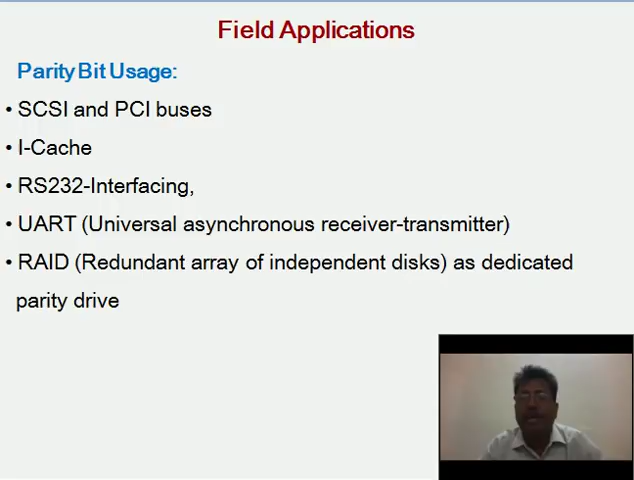 Field Applications
Parity Bit Usage:
• SCSI and PCI buses
• I-Cache
• RS232-Interfacing,
• UART (Universal asynchronous receiver-transmitter)
• RAID (Redundant array of independent disks) as dedicated
parity drive